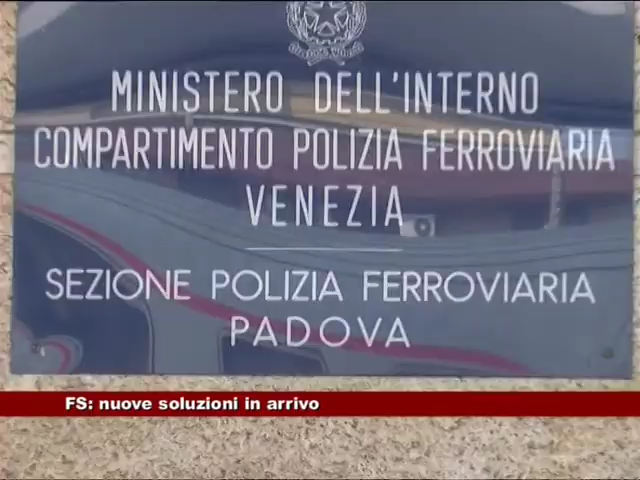 MINISTERO DELL'INTERNO
COMPARTIMENTO POLIZIA FERROVIARIA
VENEZIA
SEZIONE POLIZIA FERROVIARIA
PADOVA
FS: nuove soluzioni in arrivo